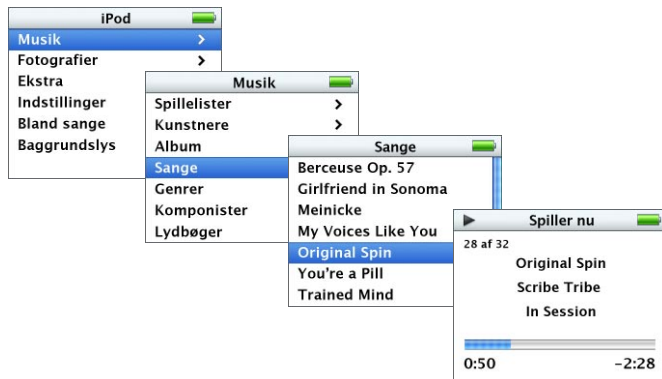 iPod
Musik
Fotografier
Ekstra
Indstillinger
Bland sange
Baggrundslys
Musik
Spillelister
Kunstnere
Album
Sange
Genrer
Komponister
Lydbøger
Sange
Berceuse Op. 57
Girlfriend in Sonoma
Meinicke
My Voices Like You
Original Spin
You're a Pill
Trained Mind
Spiller nu
28 af 32
Original Spin
Scribe Tribe
In Session
0:50 -2:28